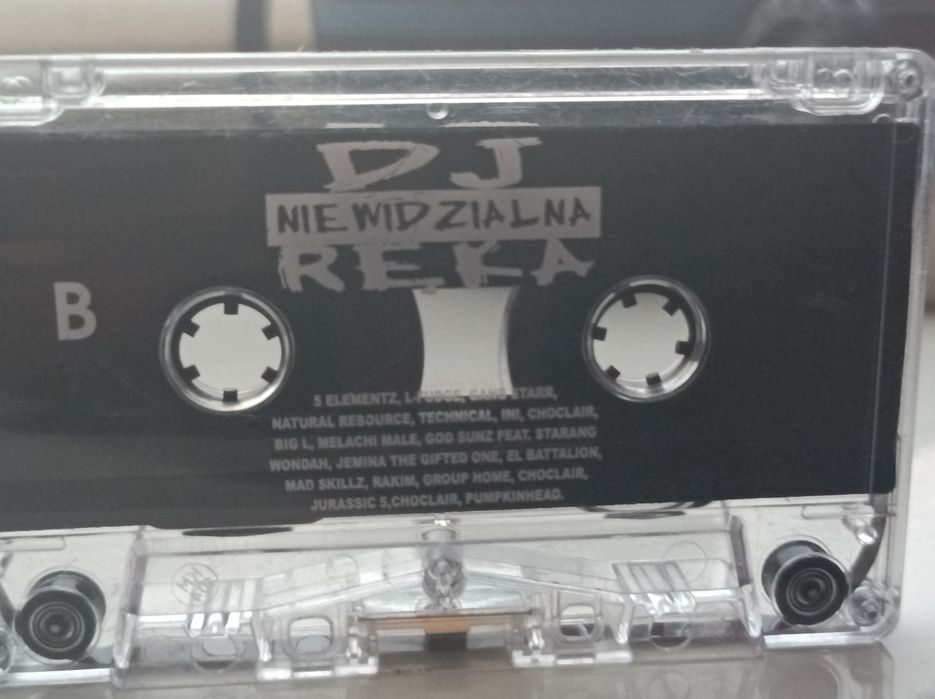 DJ
NIEWIDZIALNA
RĘKA
B
5 ELEMENTZ, L-FUDGE, GANG STARR,
NATURAL RESOURCE, TECHNICAL, INI, CHOCLAIR,
BIG L, MELACHI MALE, GOD SUNZ FEAT. STARANG
WONDAH, JEMINA THE GIFTED ONE, EL BATTALION,
MAD SKILLZ, RAKIM, GROUP HOME, CHOCLAIR,
JURASSIC 5,CHOCLAIR, PUMPKINHEAD.